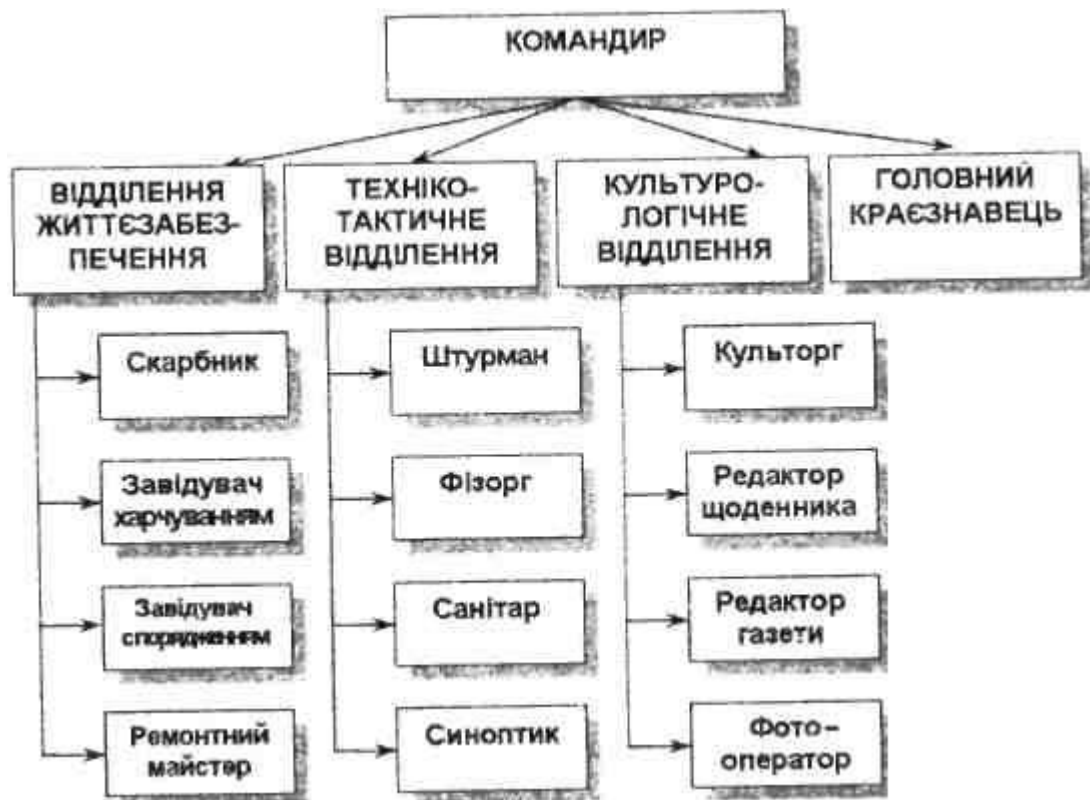 КОМАНДИР
ВІДДІЛЕННЯ
ЖИТТЄЗАБЕЗ-
ПЕЧЕННЯ
ТЕХНІКО-
ТАКТИЧНЕ
ВІДДІЛЕННЯ
КУЛЬТУРО-
ЛОГІЧНЕ
ВІДДІЛЕННЯ
ГОЛОВНИЙ
КРАЄЗНАВЕЦЬ
Скарбник
Завідувач
харчуванням
Завідувач
спорядженням
Ремонтний
майстер
Штурман
Фізорг
Санітар
Синоптик
Культорг
Редактор
щоденника
Редактор
газети
Фото–
оператор